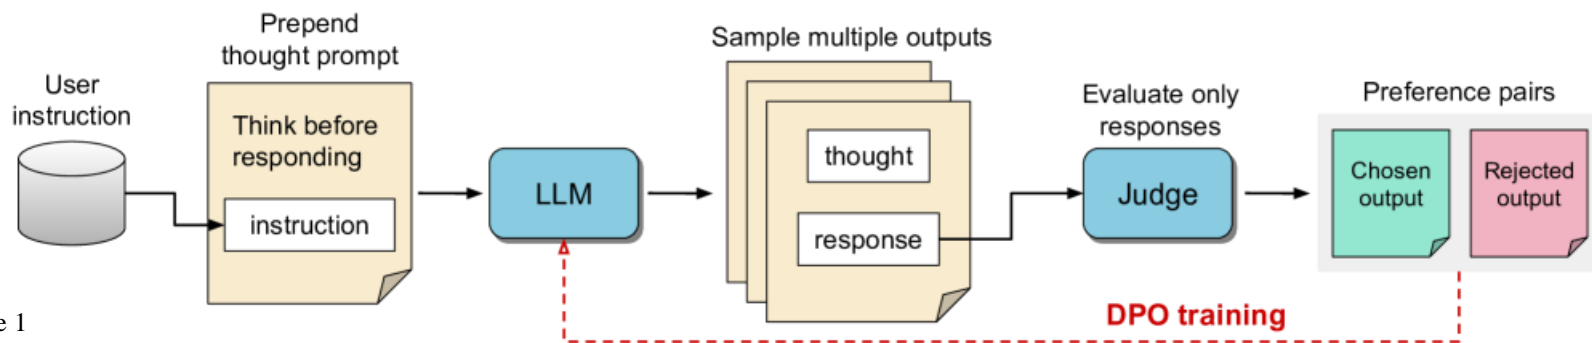 User
instruction
Prepend
thought prompt
Think before
responding
instruction
LLM
Sample multiple outputs
thought
response
Evaluate only
responses
Judge
Preference pairs
Chosen
output
Rejected
output
DPO training
e 1